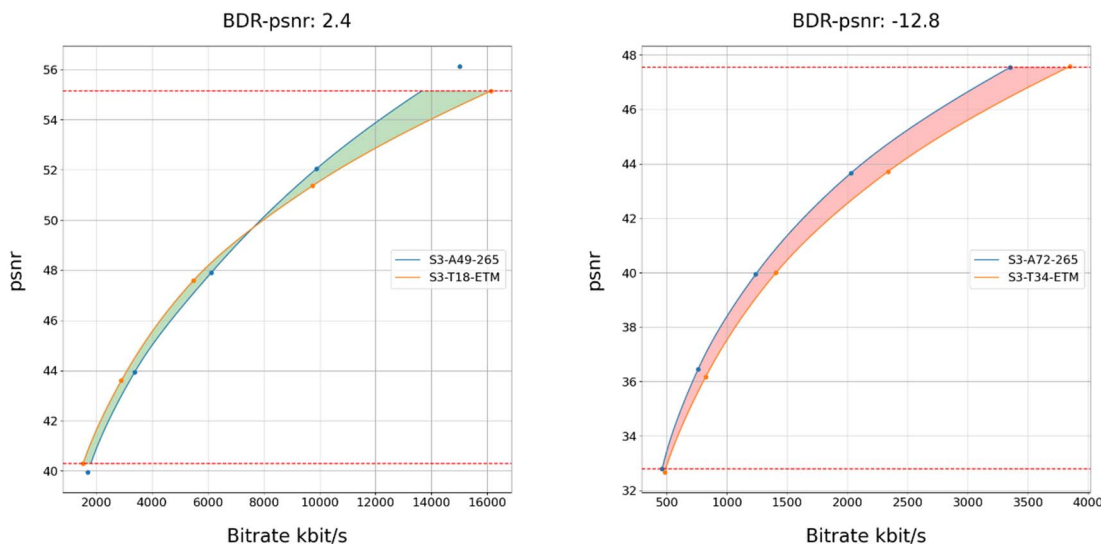 BDR-psnr: 2.4
psnr
56
54
52
50
48
46
44
42
40
S3-A49-265
S3-T18-ETM
2000 4000 6000 8000 10000 12000 14000 16000
Bitrate kbit/s
BDR-psnr: -12.8
psnr
48
46
44
42
40
38
36
34
32
S3-A72-265
S3-T34-ETM
500 1000 1500 2000 2500 3000 3500 4000
Bitrate kbit/s